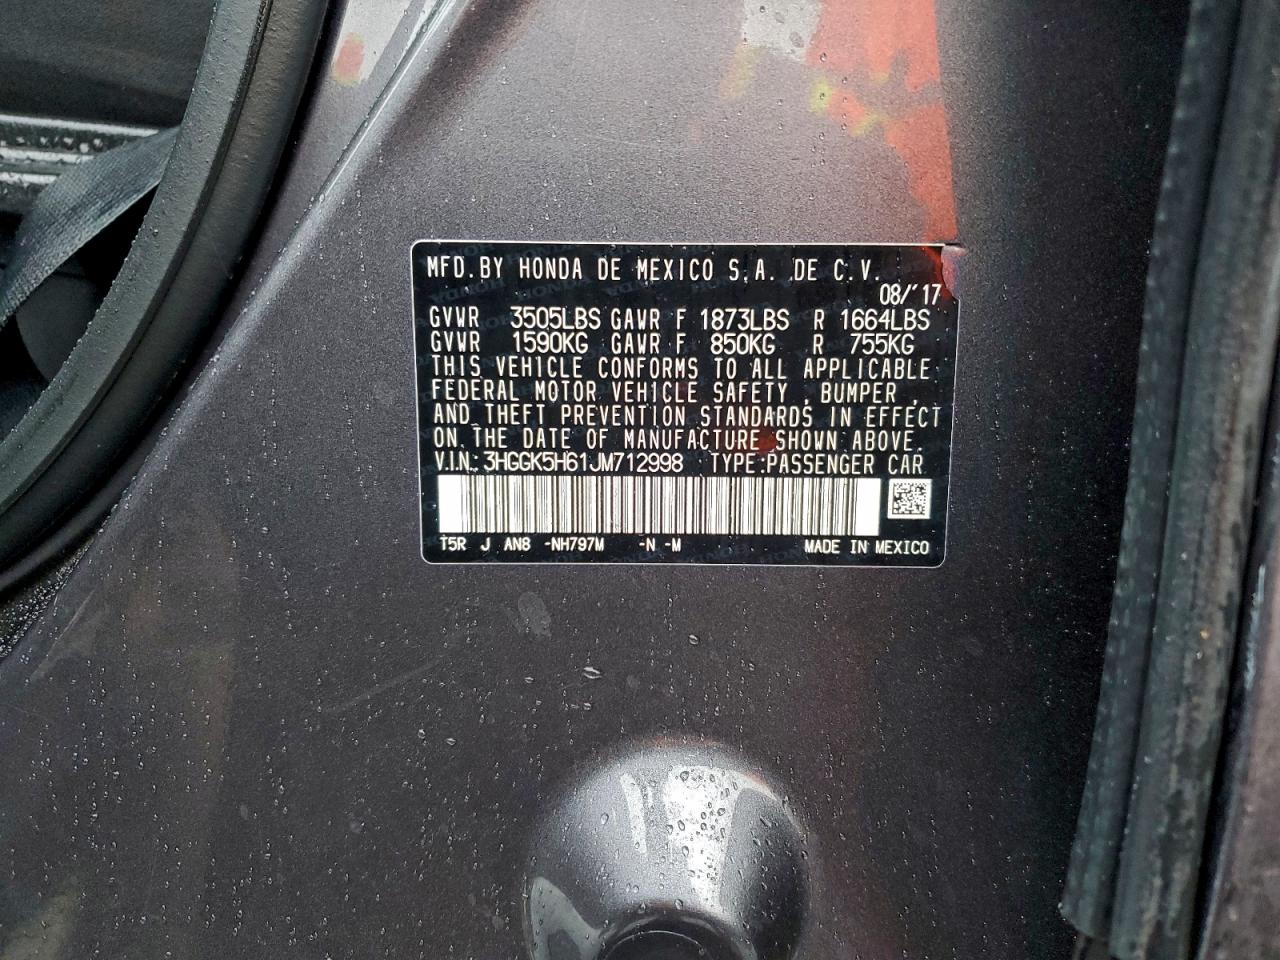 MFD. BY HONDA DE MEXICO S.A. DE C.V.
08/'17
GVWR 3505LBS GAWR F 1873LBS R 1664LBS
GVWR 1590KG GAWR F 850KG R 755KG
THIS VEHICLE CONFORMS TO ALL APPLICABLE
FEDERAL MOTOR VEHICLE SAFETY , BUMPER ,
AND THEFT PREVENTION STANDARDS IN EFFECT
ON THE DATE OF MANUFACTURE SHOWN ABOVE.
V.I.N.:3HGGK5H61JM712998 TYPE:PASSENGER CAR
T5R J AN8 -NH797M -N -M MADE IN MEXICO